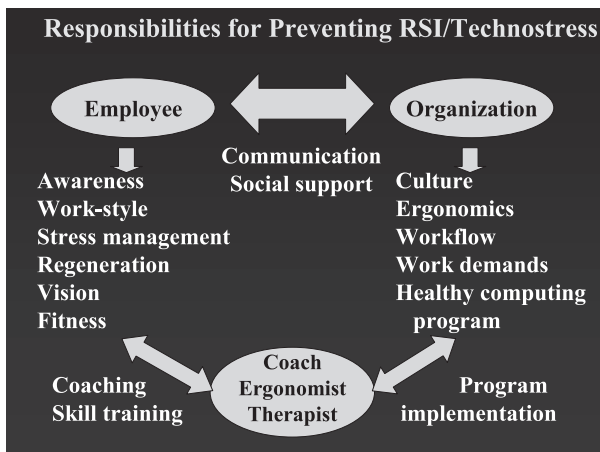 Responsibilities for Preventing RSI/Technostress
Employee
Organization
Communication
Social support
Awareness
Work-style
Stress management
Regeneration
Vision
Fitness
Culture
Ergonomics
Workflow
Work demands
Healthy computing
program
Coach
Ergonomist
Therapist
Coaching
Skill training
Program
implementation